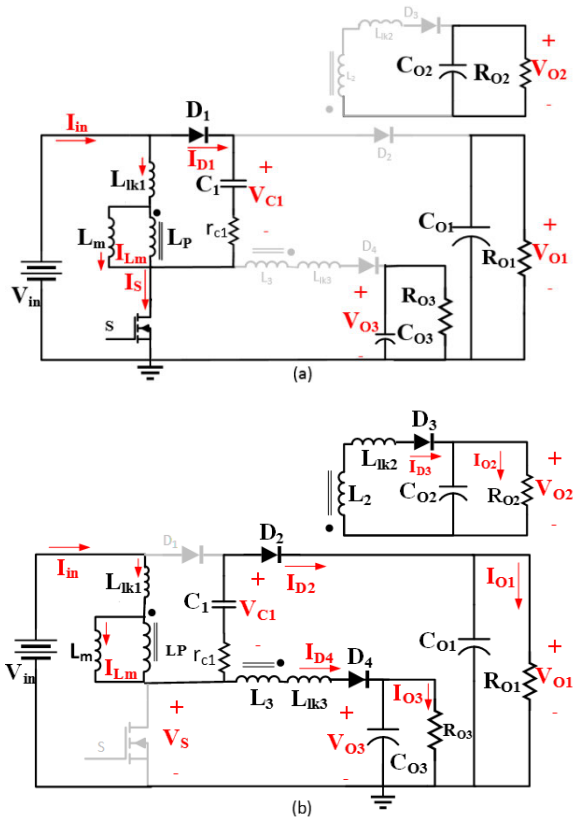 D3
Llk2
L2
CO2
RO2
+
VO2
-
Iin
D1
ID1
D2
Llk1
C1
+
VC1
-
rc1
Lm
ILm
LP
IS
L3
Llk3
D4
CO1
RO1
+
VO1
-
Vin
S
+
VO3
-
RO3
CO3
(a)
D3
Llk2
ID3
IO2
L2
CO2
RO2
+
VO2
-
D1
D2
Iin
ID2
Llk1
C1
+
VC1
-
IO1
Lm
ILm
LP
rc1
ID4
D4
L3
Llk3
CO1
RO1
+
VO1
-
Vin
S
+
VS
-
+
VO3
-
IO3
RO3
CO3
(b)